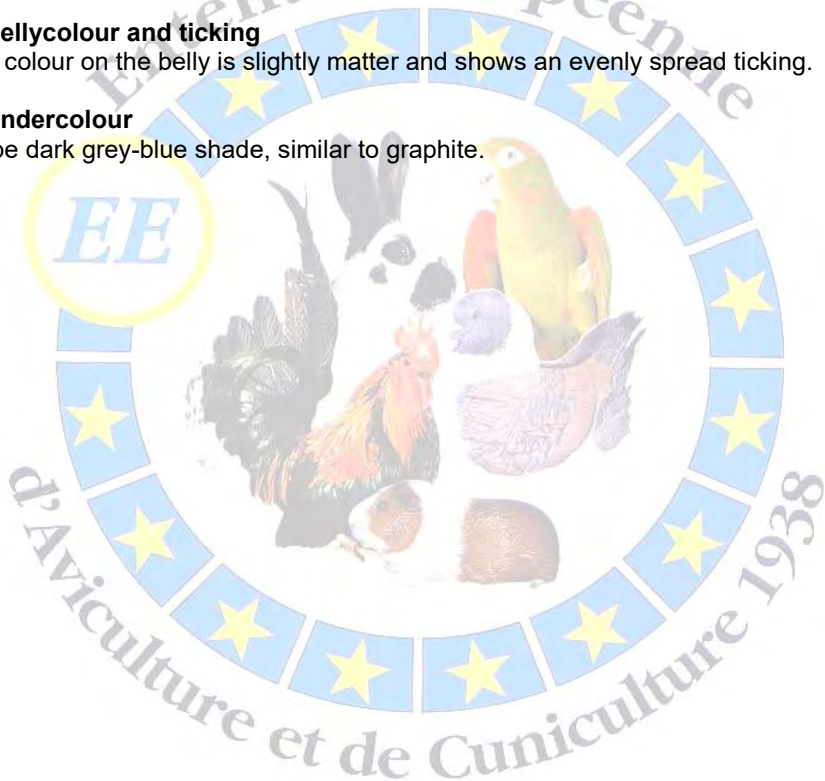 ellycolour and ticking
colour on the belly is slightly matter and shows an evenly spread ticking.
ndercolour
be dark grey-blue shade, similar to graphite.
EE
d'Aviculture et de Cuniculture 1938